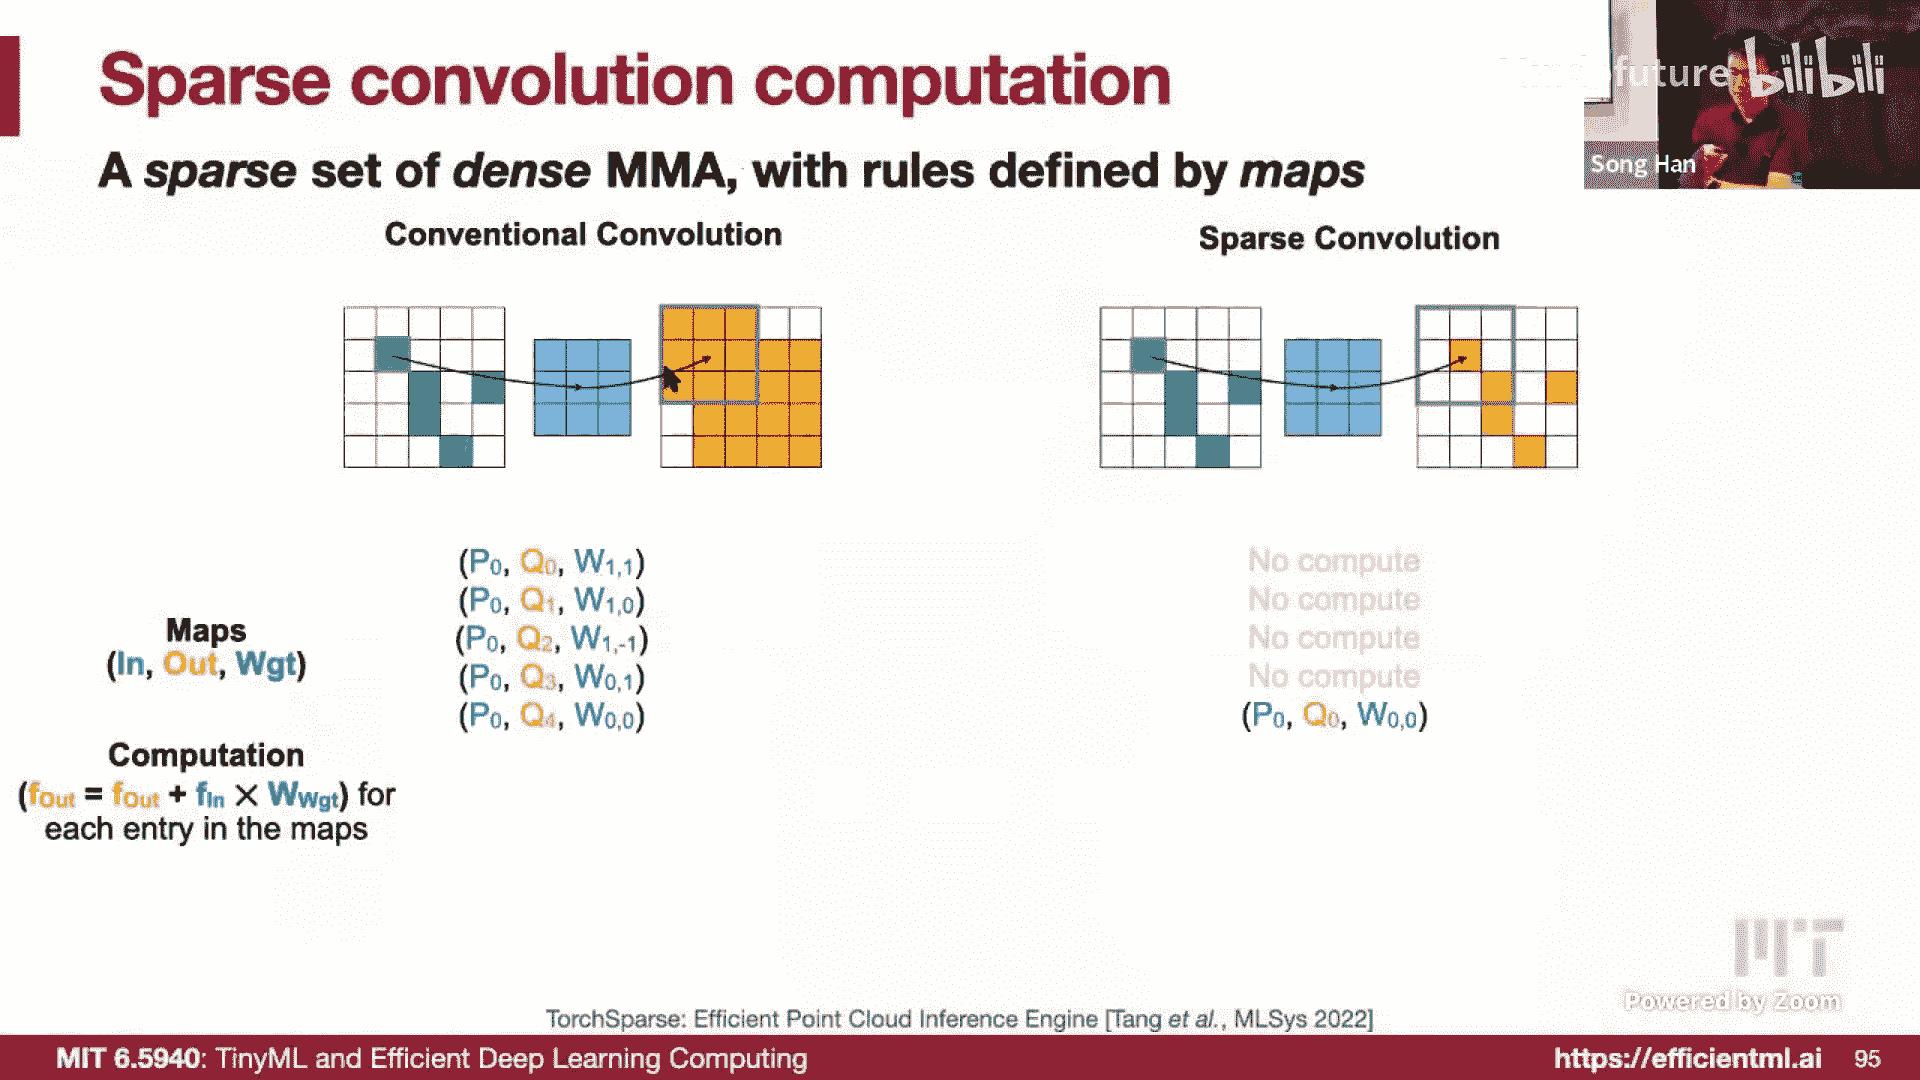 Sparse convolution computation
future bilibili
Song Han
A sparse set of dense MMA, with rules defined by maps
Conventional Convolution
Sparse Convolution
Maps
(In, Out, Wgt)
(P0, Q0, W1,1)
(P0, Q1, W1,0)
(P0, Q2, W1,-1)
(P0, Q3, W0,1)
(P0, Q4, W0,0)
No compute
No compute
No compute
No compute
(P0, Q0, W0,0)
Computation
(fOut = fOut + fIn × WWgt) for
each entry in the maps
MIT
Powered by Zoom
TorchSparse: Efficient Point Cloud Inference Engine [Tang et al., MLSys 2022]
MIT 6.5940: TinyML and Efficient Deep Learning Computing
https://efficientml.ai 95